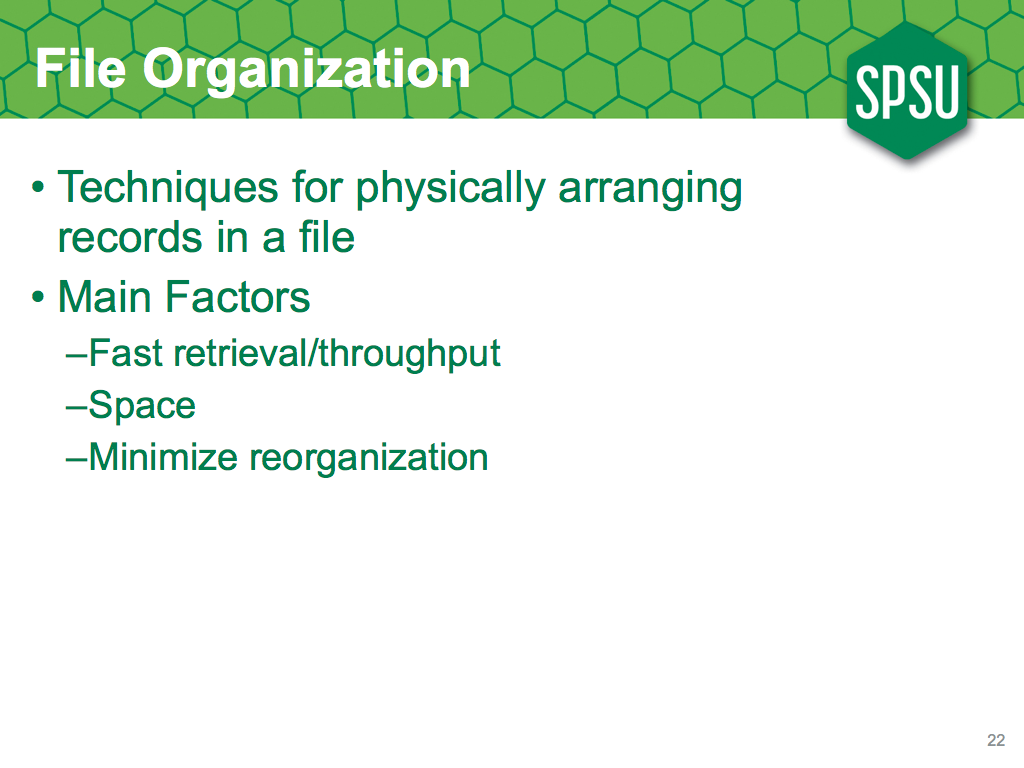 File Organization
SPSU
• Techniques for physically arranging
records in a file
• Main Factors
–Fast retrieval/throughput
–Space
–Minimize reorganization
22